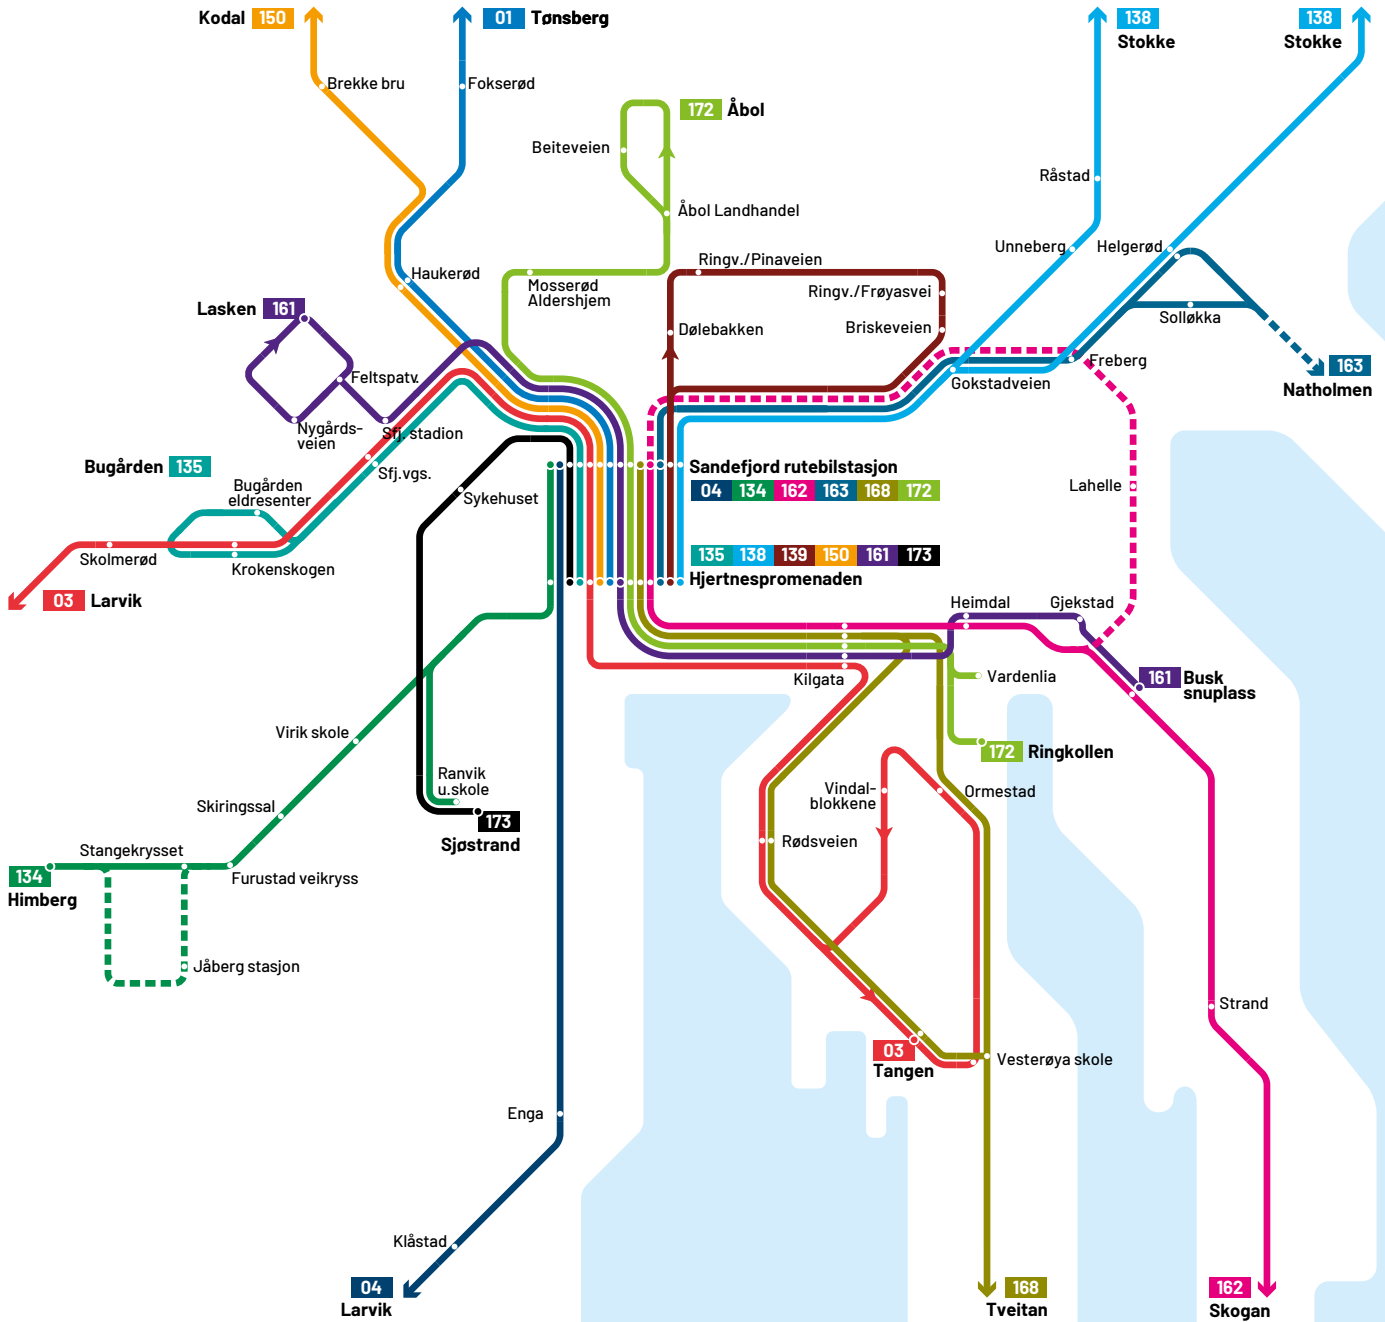 Kodal 150
01 Tønsberg
138
Stokke
138
Stokke
Brekke bru
Fokserød
172 Åbol
Beiteveien
Råstad
Åbol Landhandel
Unneberg
Helgerød
Ringv./Pinaveien
Haukerød
Mosserød
Aldershjem
Ringv./Frøyasvei
Lasken 161
Dølebakken
Briskeveien
Solløkka
Freberg
163
Natholmen
Feltspatv.
Gokstadveien
Nygårds-
veien
Sfj. stadion
Bugården 135
Sfj.vgs.
Sandefjord rutebilstasjon
04 134 162 163 168 172
Bugården
eldresenter
Sykehuset
Lahelle
Skolmerød
Krokenskogen
135 138 139 150 161 173
Hjertnespromenaden
03 Larvik
Heimdal
Gjekstad
Kilgata
Vardenlia
161 Busk
snuplass
Virik skole
172 Ringkollen
Ranvik
u.skole
Vindal-
blokkene
Ormestad
Skiringssal
173
Sjøstrand
Rødsveien
Stangekrysset
134
Himberg
Furustad veikryss
Jåberg stasjon
Strand
03
Tangen
Vesterøya skole
Enga
Klåstad
04
Larvik
168
Tveitan
162
Skogan